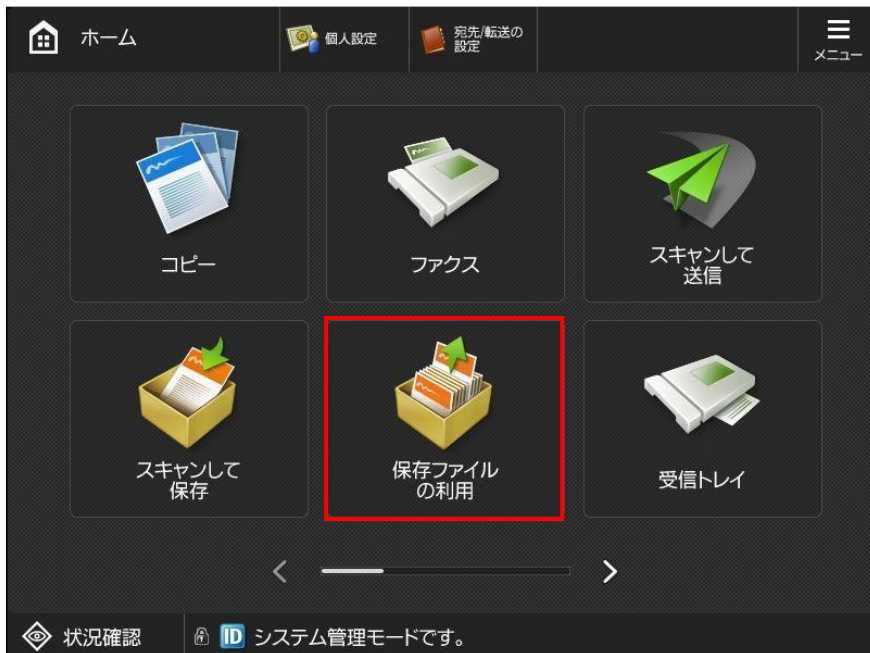 ホーム
個人設定
宛先/転送の
設定
メニュー
コピー
ファクス
スキャンして
送信
スキャンして
保存
保存ファイル
の利用
受信トレイ
状況確認
ID システム管理モードです。